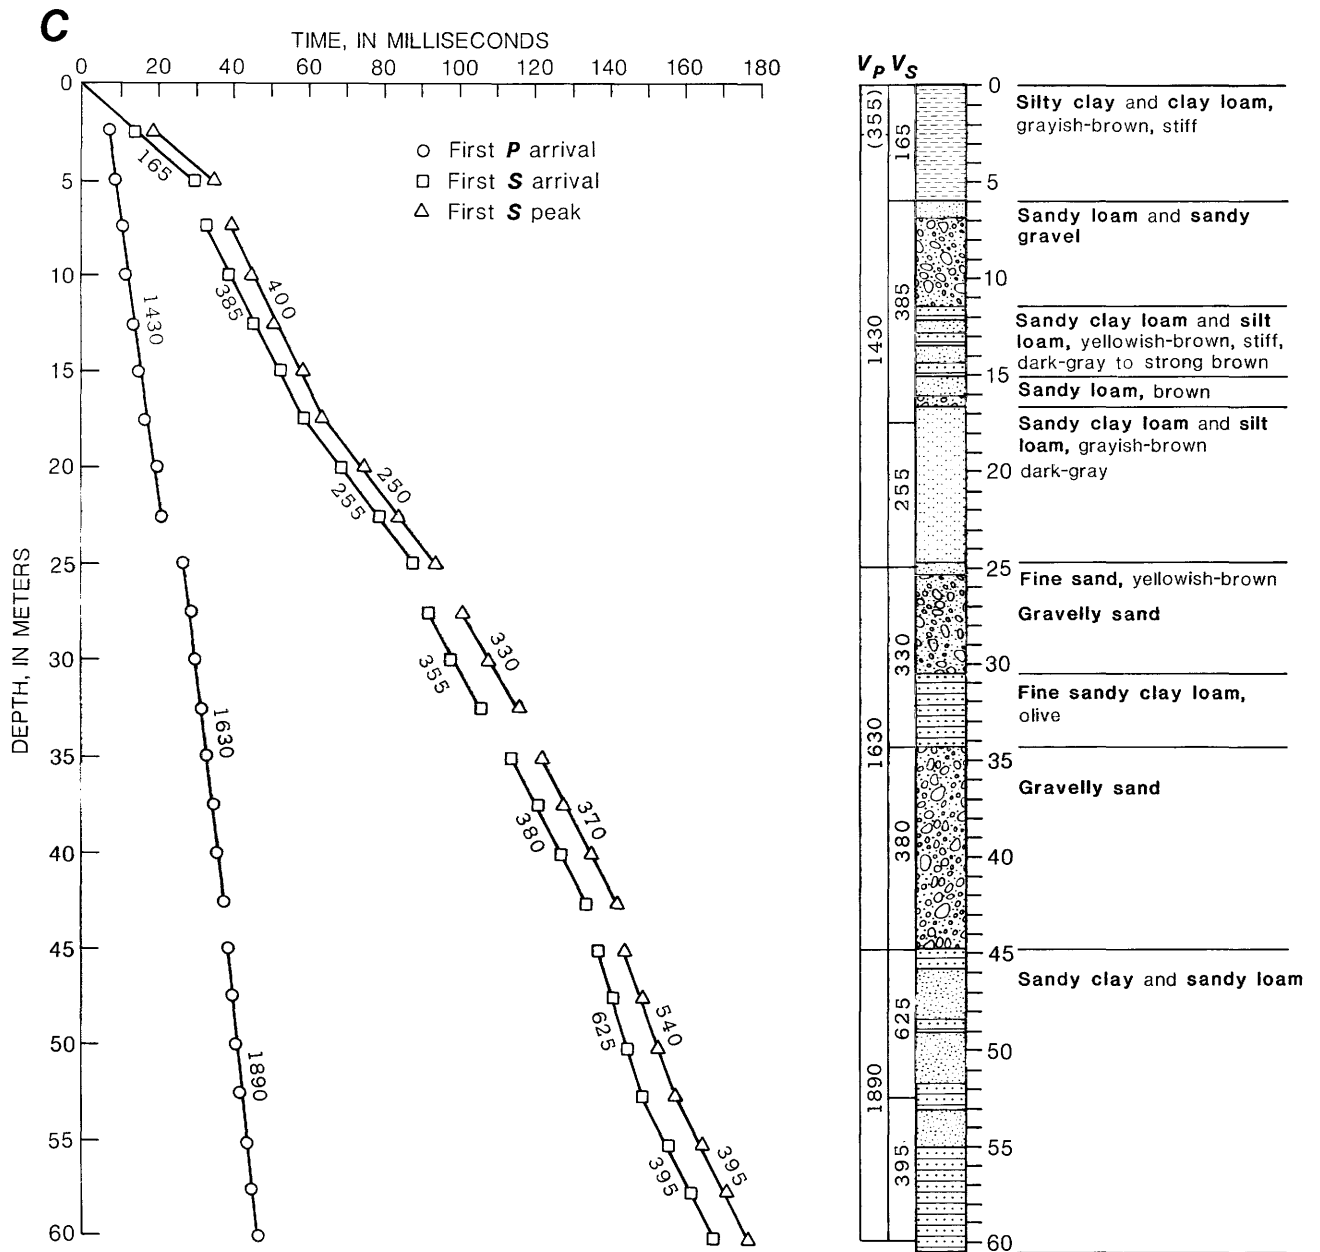 C
TIME, IN MILLISECONDS
0 20 40 60 80 100 120 140 160 180
DEPTH, IN METERS
0
5
10
15
20
25
30
35
40
45
50
55
60
First P arrival
First S arrival
First S peak
165
1430
385
400
255
250
355
330
1630
380
370
625
540
1890
395
395
VP VS
(355)
1430
1630
1890
165
385
255
330
380
625
395
0
5
10
15
20
25
30
35
40
45
50
55
60
Silty clay and clay loam,
grayish-brown, stiff
Sandy loam and sandy
gravel
Sandy clay loam and silt
loam, yellowish-brown, stiff,
dark-gray to strong brown
Sandy loam, brown
Sandy clay loam and silt
loam, grayish-brown
dark-gray
Fine sand, yellowish-brown
Gravelly sand
Fine sandy clay loam,
olive
Gravelly sand
Sandy clay and sandy loam